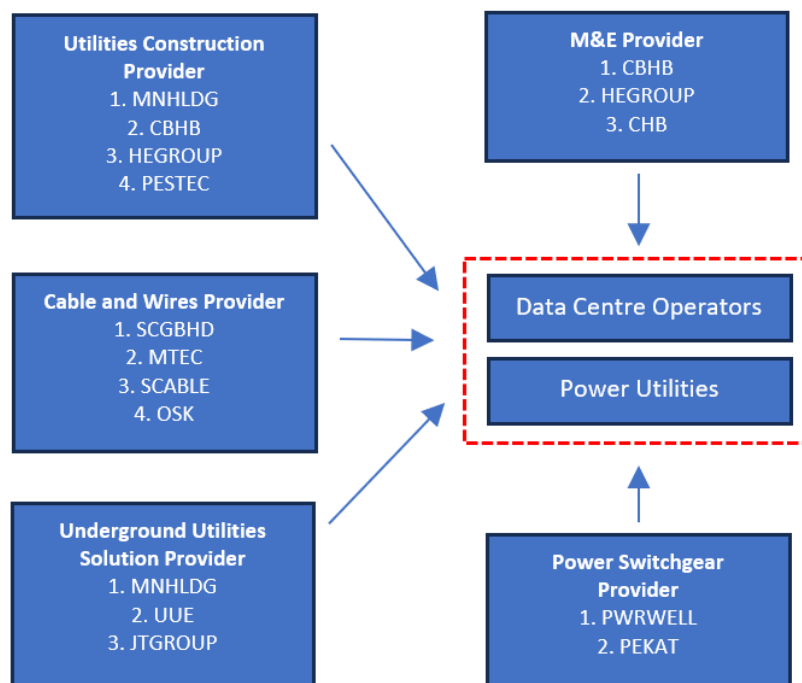 Utilities Construction
Provider
1. MNHLDG
2. CBHB
3. HEGROUP
4. PESTEC
M&E Provider
1. CBHB
2. HEGROUP
3. CHB
Cable and Wires Provider
1. SCGBHD
2. MTEC
3. SCABLE
4. OSK
Data Centre Operators
Power Utilities
Underground Utilities
Solution Provider
1. MNHLDG
2. UUE
3. JTGROUP
Power Switchgear
Provider
1. PWRWELL
2. PEKAT